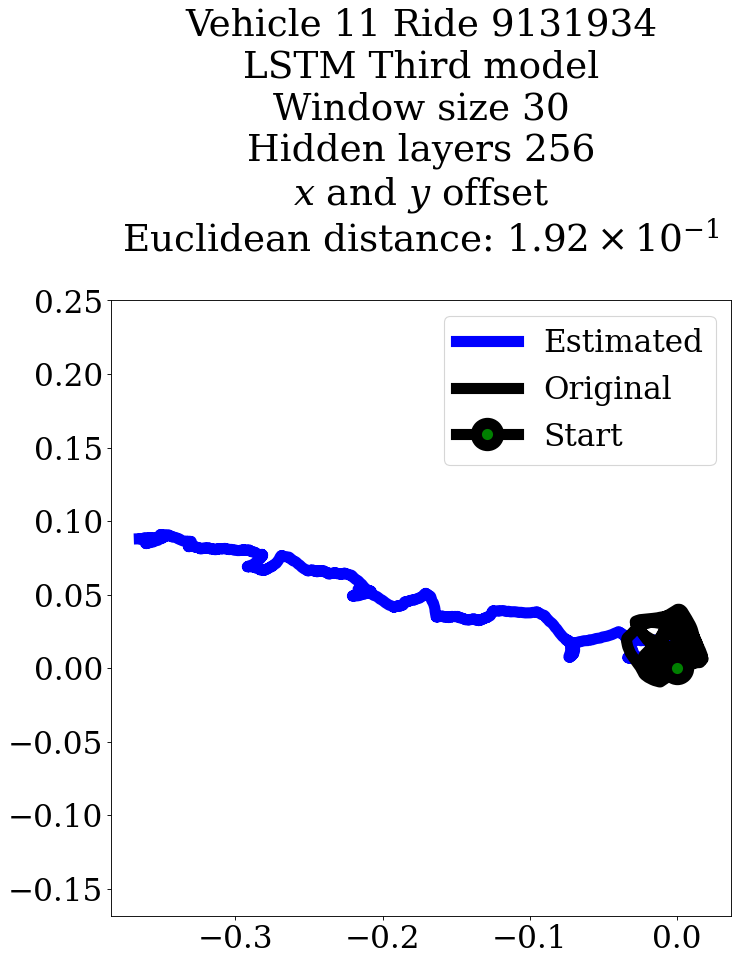 Vehicle 11 Ride 9131934
LSTM Third model
Window size 30
Hidden layers 256
x and y offset
Euclidean distance: 1.92 × 10⁻¹
0.25
0.20
0.15
0.10
0.05
0.00
−0.05
−0.10
−0.15
Estimated
Original
Start
−0.3
−0.2
−0.1
0.0